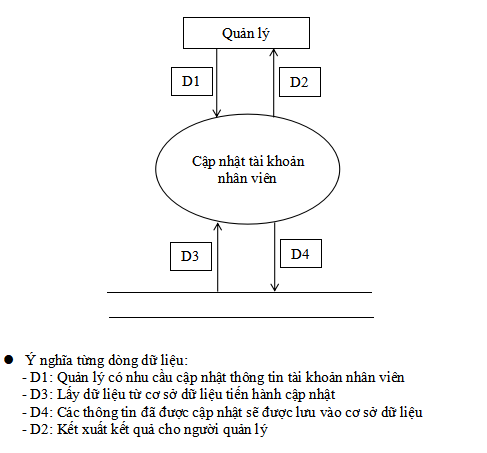 Quản lý
D1
D2
Cập nhật tài khoản
nhân viên
D3
D4
● Ý nghĩa từng dòng dữ liệu:
- D1: Quản lý có nhu cầu cập nhật thông tin tài khoản nhân viên
- D3: Lấy dữ liệu từ cơ sở dữ liệu tiến hành cập nhật
- D4: Các thông tin đã được cập nhật sẽ được lưu vào cơ sở dữ liệu
- D2: Kết xuất kết quả cho người quản lý